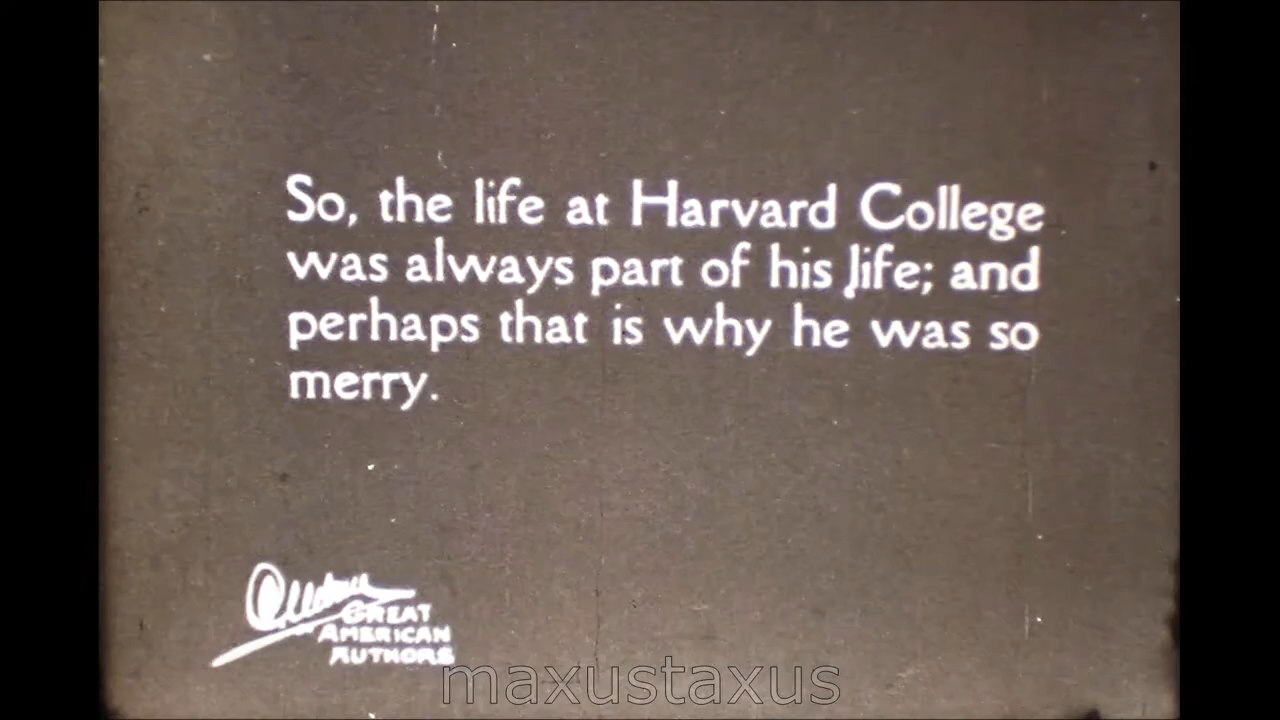 So, the life at Harvard College
was always part of his life; and
perhaps that is why he was so
merry.
GREAT
AMERICAN
AUTHORS
maxustaxus